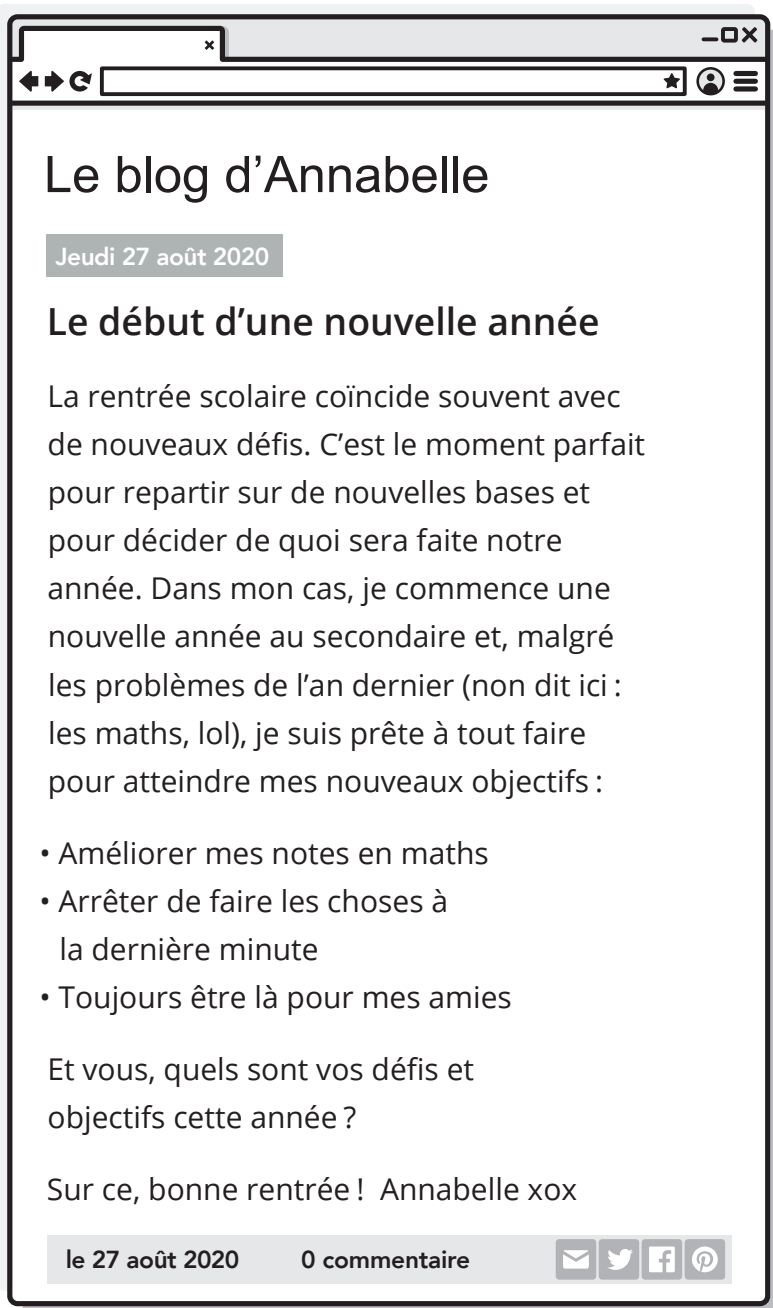 Le blog d’Annabelle
Jeudi 27 août 2020
Le début d’une nouvelle année
La rentrée scolaire coïncide souvent avec
de nouveaux défis. C’est le moment parfait
pour repartir sur de nouvelles bases et
pour décider de quoi sera faite notre
année. Dans mon cas, je commence une
nouvelle année au secondaire et, malgré
les problèmes de l’an dernier (non dit ici :
les maths, lol), je suis prête à tout faire
pour atteindre mes nouveaux objectifs :
• Améliorer mes notes en maths
• Arrêter de faire les choses à
la dernière minute
• Toujours être là pour mes amies
Et vous, quels sont vos défis et
objectifs cette année ?
Sur ce, bonne rentrée ! Annabelle xox
le 27 août 2020 0 commentaire